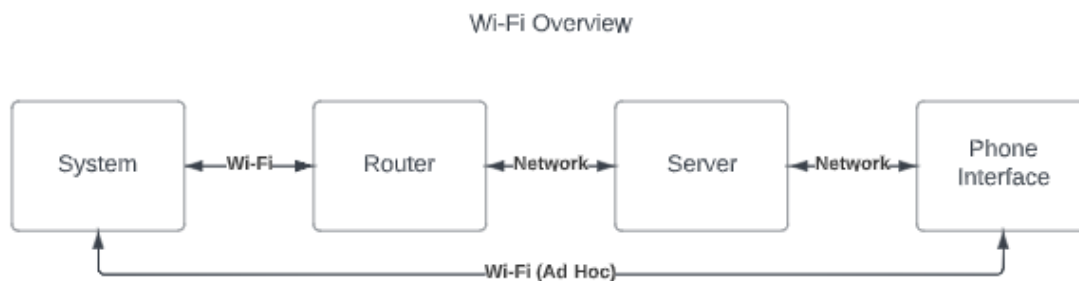 Wi-Fi Overview
System
Wi-Fi
Router
Network
Server
Network
Phone
Interface
Wi-Fi (Ad Hoc)